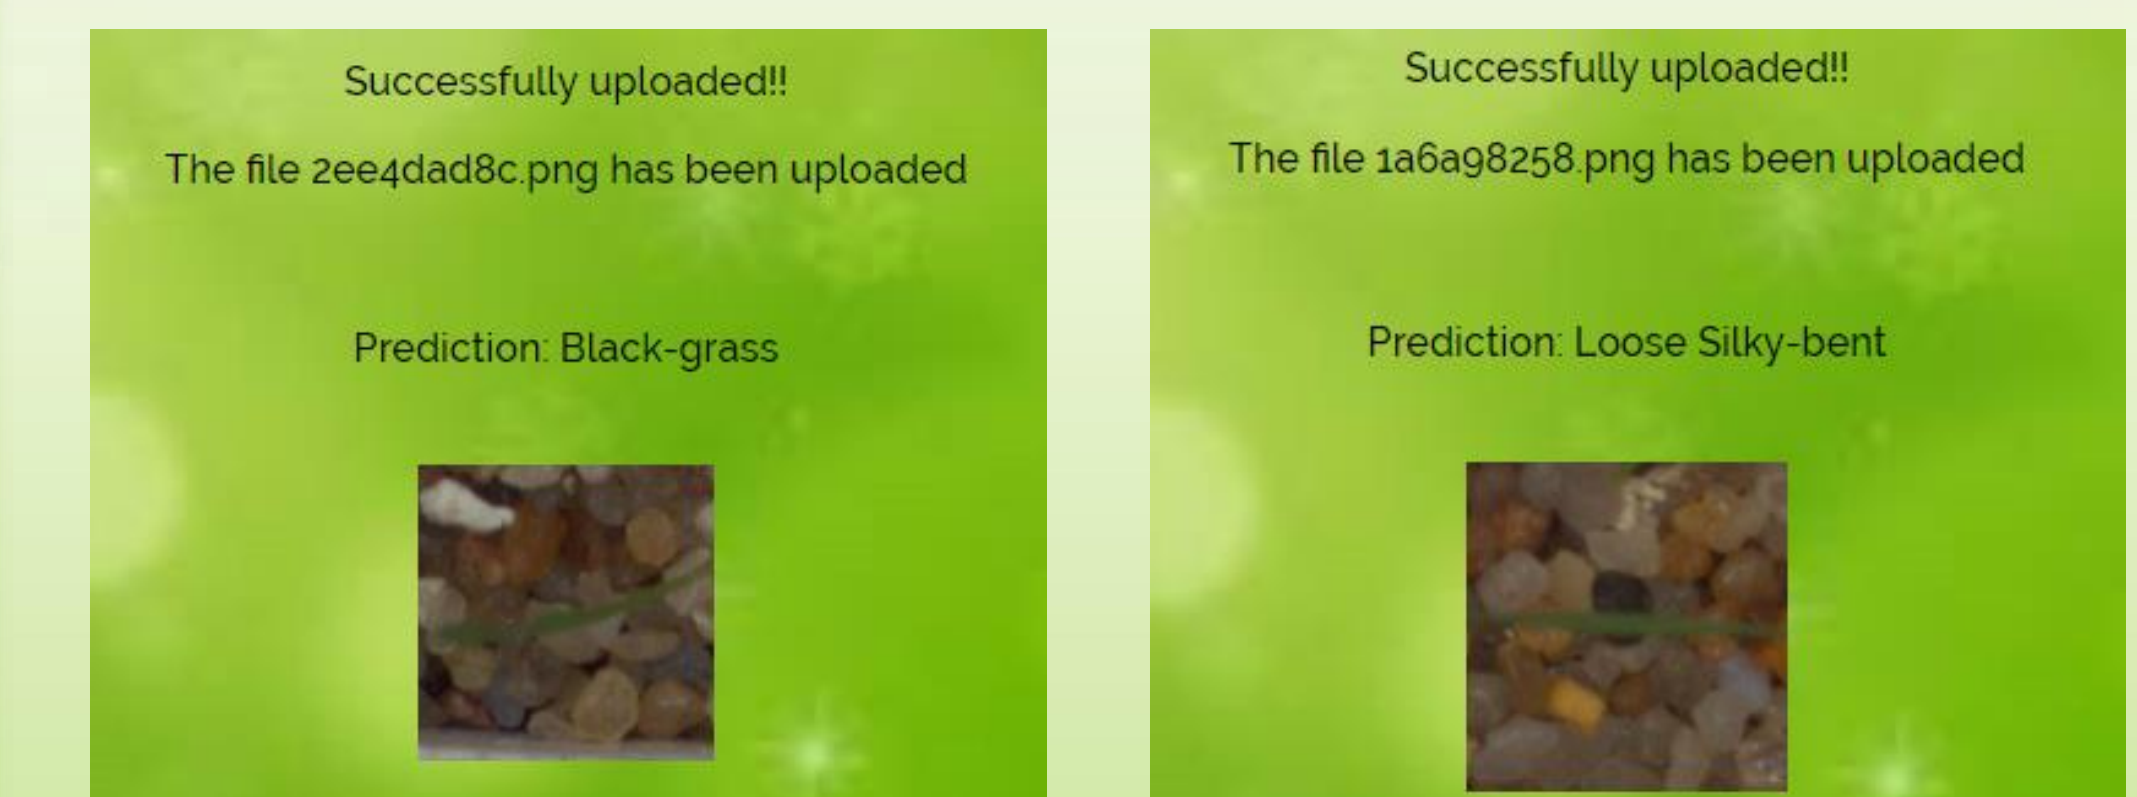 Successfully uploaded!!
The file 2ee4dad8c.png has been uploaded
Prediction: Black-grass
Successfully uploaded!!
The file 1a6a98258.png has been uploaded
Prediction: Loose Silky-bent